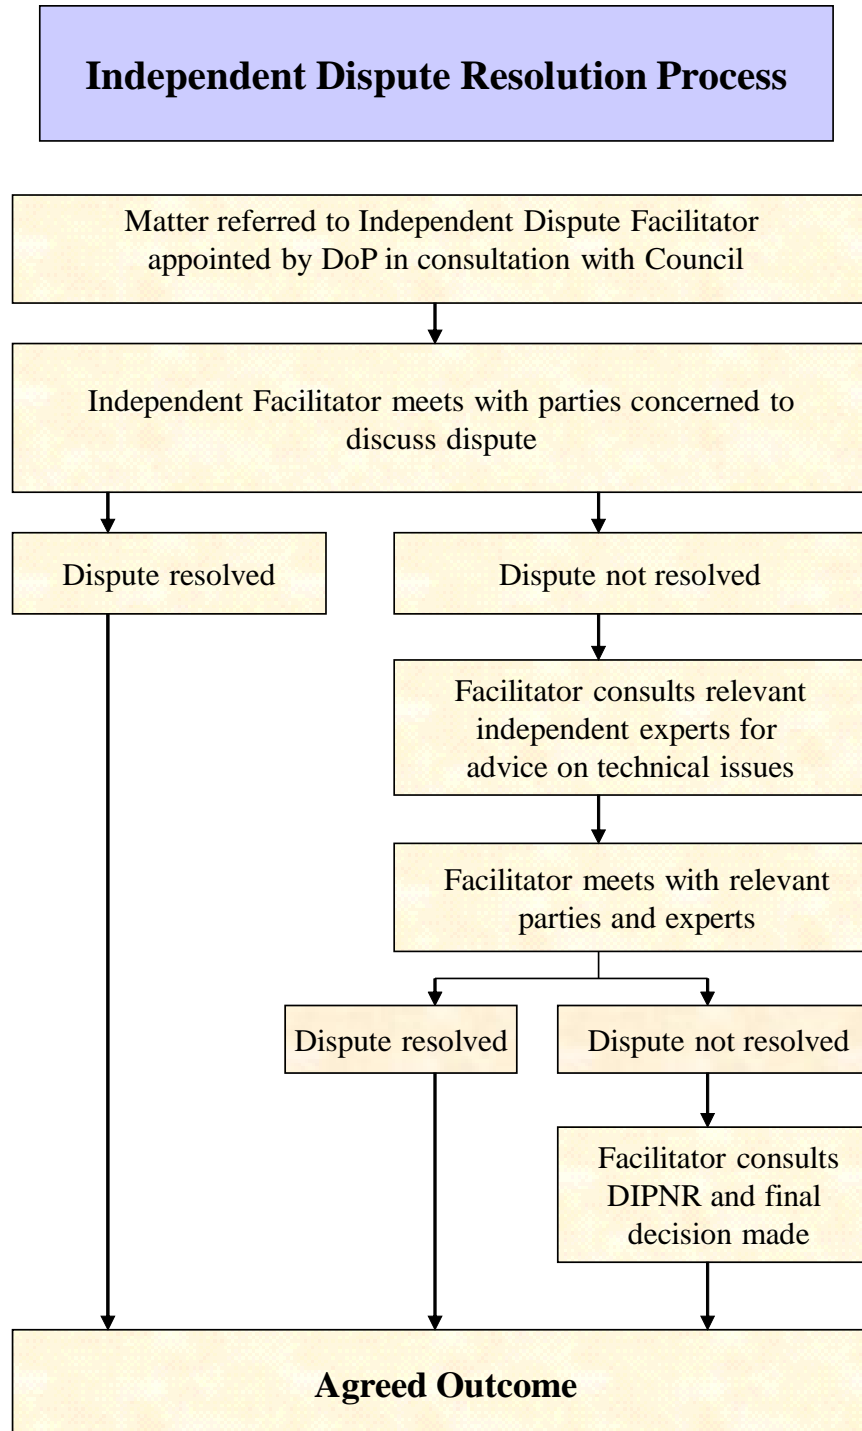 Independent Dispute Resolution Process
Matter referred to Independent Dispute Facilitator
appointed by DoP in consultation with Council
Independent Facilitator meets with parties concerned to
discuss dispute
Dispute resolved
Dispute not resolved
Facilitator consults relevant
independent experts for
advice on technical issues
Facilitator meets with relevant
parties and experts
Dispute resolved
Dispute not resolved
Facilitator consults
DIPNR and final
decision made
Agreed Outcome